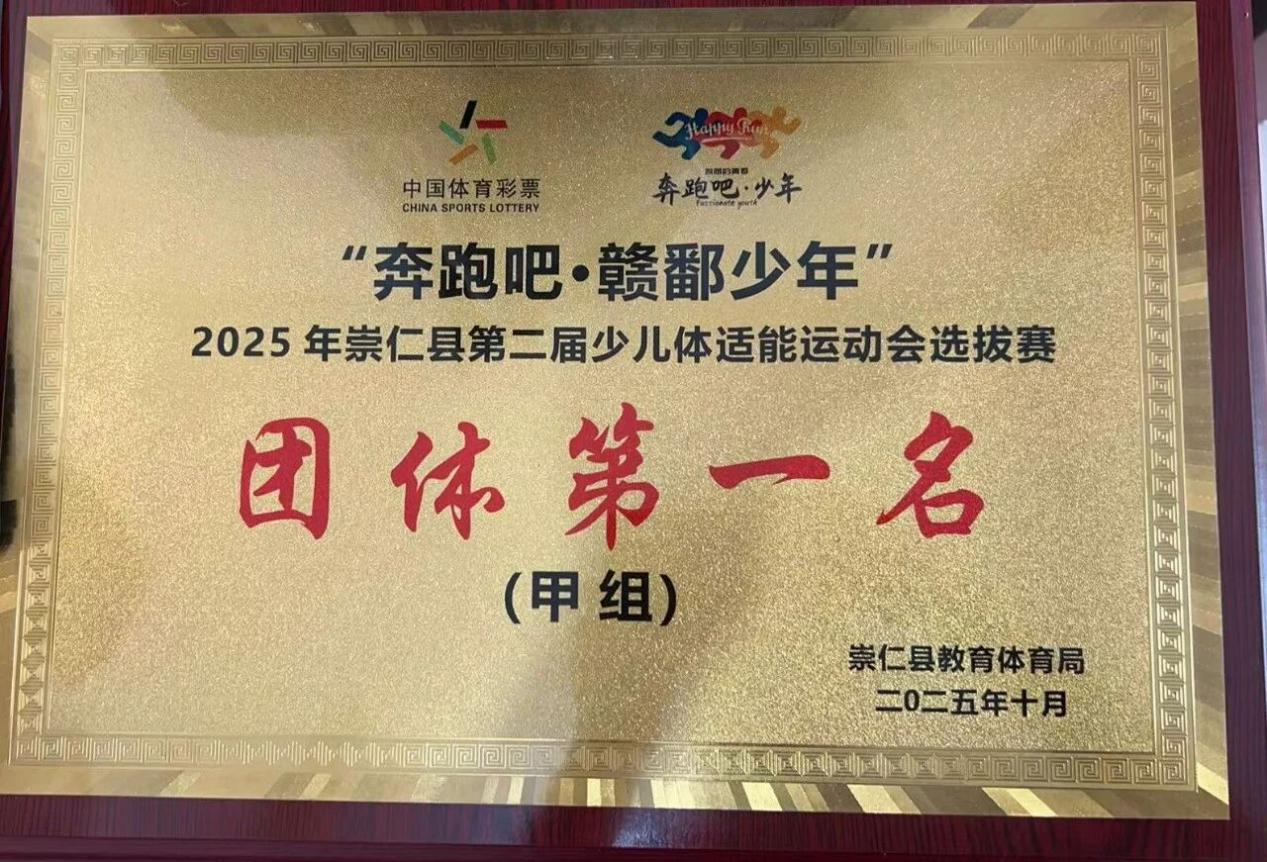 中国体育彩票
CHINA SPORTS LOTTERY
Happy Run
奔跑吧·少年
Passionate youth
“奔跑吧·赣鄱少年”
2025年崇仁县第二届少儿体适能运动会选拔赛
团体第一名
(甲组)
崇仁县教育体育局
二0二五年十月